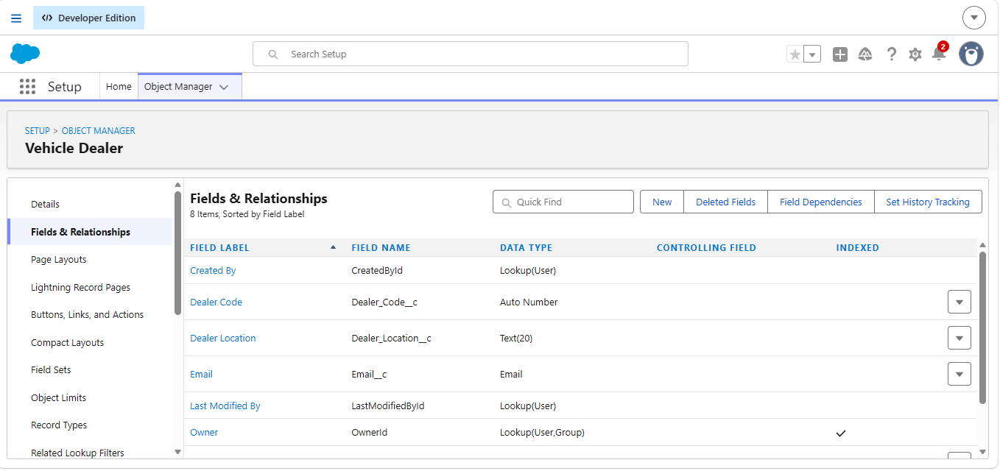 Developer Edition
Search Setup
2
Setup
Home
Object Manager
SETUP > OBJECT MANAGER
Vehicle Dealer
Details
Fields & Relationships
Page Layouts
Lightning Record Pages
Buttons, Links, and Actions
Compact Layouts
Field Sets
Object Limits
Record Types
Related Lookup Filters
Fields & Relationships
8 Items, Sorted by Field Label
Quick Find
New
Deleted Fields
Field Dependencies
Set History Tracking
FIELD LABEL FIELD NAME DATA TYPE CONTROLLING FIELD INDEXED
Created By CreatedById Lookup(User)
Dealer Code Dealer_Code__c Auto Number
Dealer Location Dealer_Location__c Text(20)
Email Email__c Email
Last Modified By LastModifiedById Lookup(User)
Owner OwnerId Lookup(User,Group)